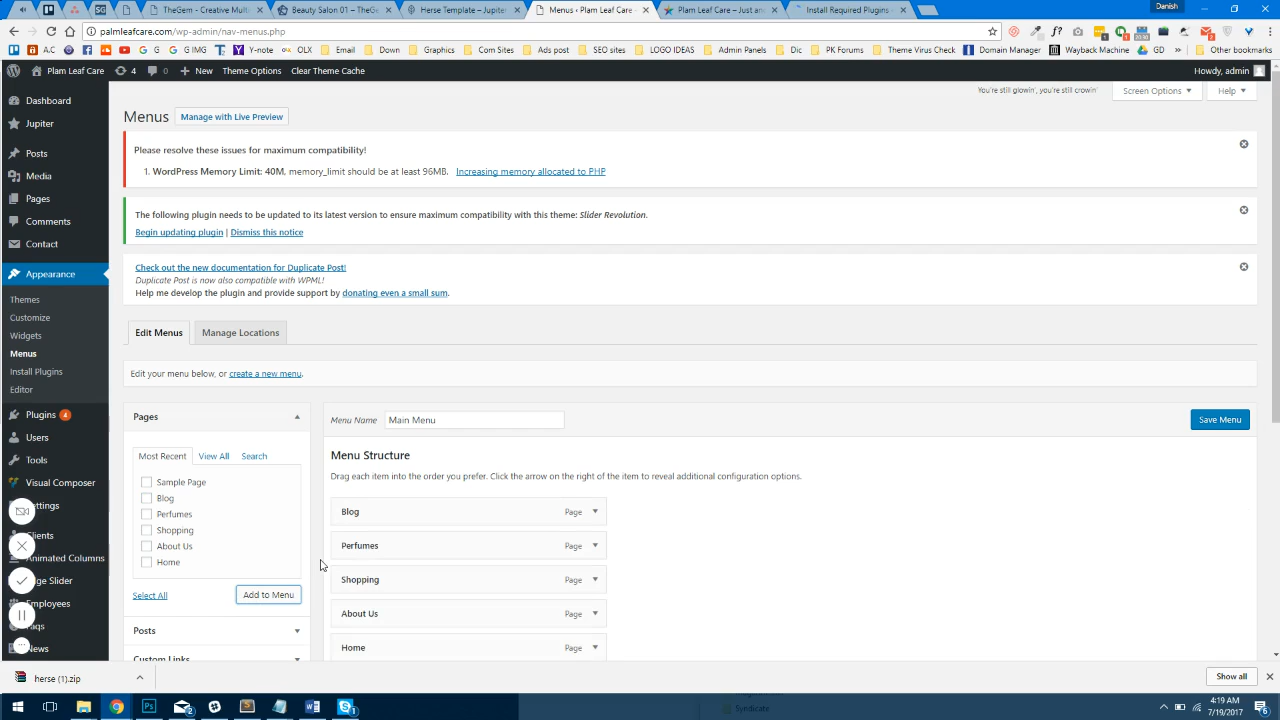 TheGem - Creative Multi
Beauty Salon 01 – TheGe
Herse Template – Jupiter
Menus ‹ Plam Leaf Care –
Plam Leaf Care – Just an
Install Required Plugins –
Danish
palmleafcare.com/wp-admin/nav-menus.php
A.C
G
G IMG
Y-note
OLX
Email
Down
Graphics
Com Sites
Ads post
SEO sites
LOGO IDEAS
Admin Panels
Dizi
PK Forums
Theme Virus Check
Domain Manager
Wayback Machine
GD
»
Other bookmarks
Plam Leaf Care
4
0
+ New
Theme Options
Clear Theme Cache
Howdy, admin
You're still glowin', you're still crowin'
Screen Options
Help
Dashboard
Jupiter
Posts
Media
Pages
Comments
Contact
Appearance
Themes
Customize
Widgets
Menus
Install Plugins
Editor
Plugins 4
Users
Tools
Visual Composer
ettings
lients
Animated Columns
ge Slider
Employees
aqs
News
Menus
Manage with Live Preview
Please resolve these issues for maximum compatibility!
1. WordPress Memory Limit: 40M, memory_limit should be at least 96MB. Increasing memory allocated to PHP
The following plugin needs to be updated to its latest version to ensure maximum compatibility with this theme: Slider Revolution.
Begin updating plugin | Dismiss this notice
Check out the new documentation for Duplicate Post!
Duplicate Post is now also compatible with WPML!
Help me develop the plugin and provide support by donating even a small sum.
Edit Menus
Manage Locations
Edit your menu below, or create a new menu.
Pages
Most Recent
View All
Search
Sample Page
Blog
Perfumes
Shopping
About Us
Home
Select All
Add to Menu
Posts
Custom Links
Menu Name
Main Menu
Save Menu
Menu Structure
Drag each item into the order you prefer. Click the arrow on the right of the item to reveal additional configuration options.
Blog Page
Perfumes Page
Shopping Page
About Us Page
Home Page
herse (1).zip
Show all
Syndicate
4:19 AM
7/19/2017